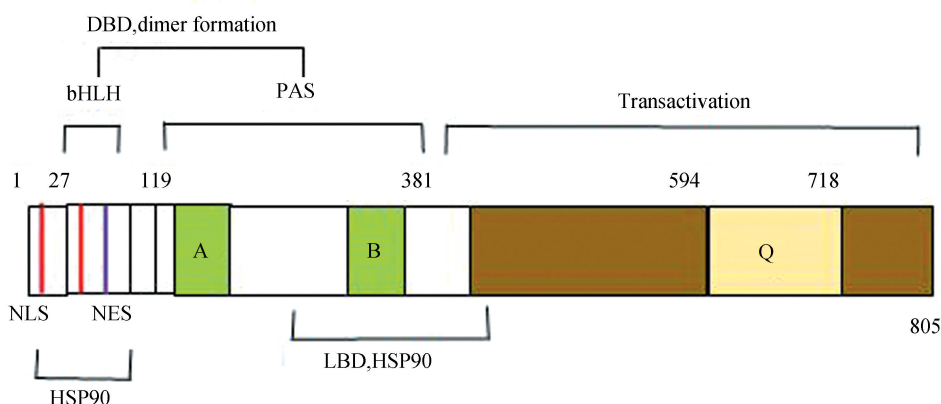 DBD,dimer formation
bHLH
PAS
Transactivation
1 27 119 381 594 718
A B Q
NLS NES
805
LBD,HSP90
HSP90